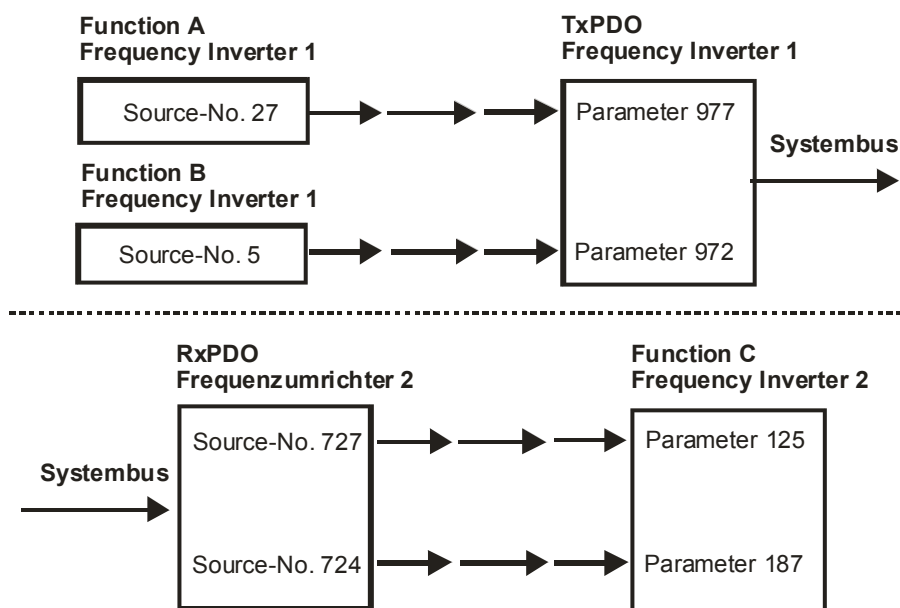 Function A
Frequency Inverter 1
Source-No. 27
Function B
Frequency Inverter 1
Source-No. 5
TxPDO
Frequency Inverter 1
Parameter 977
Parameter 972
Systembus
RxPDO
Frequenzumrichter 2
Systembus
Source-No. 727
Source-No. 724
Function C
Frequency Inverter 2
Parameter 125
Parameter 187